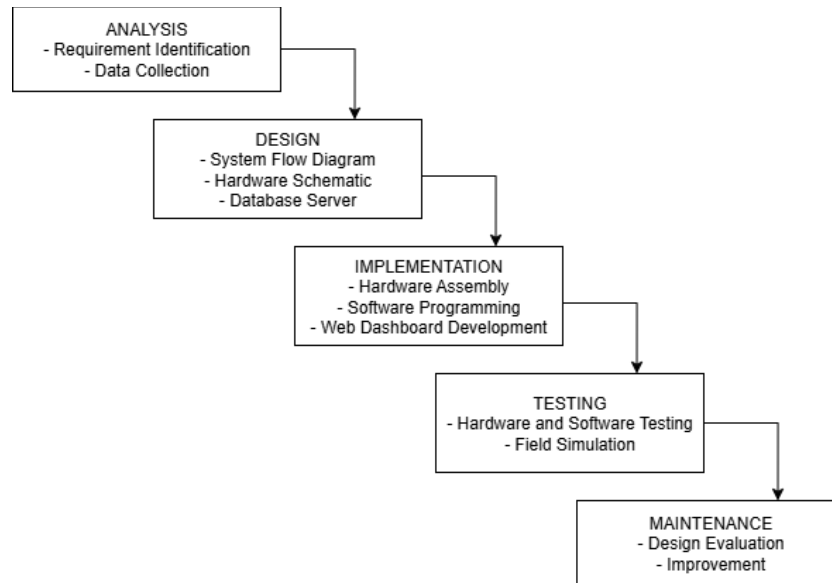 ANALYSIS
- Requirement Identification
- Data Collection
DESIGN
- System Flow Diagram
- Hardware Schematic
- Database Server
IMPLEMENTATION
- Hardware Assembly
- Software Programming
- Web Dashboard Development
TESTING
- Hardware and Software Testing
- Field Simulation
MAINTENANCE
- Design Evaluation
- Improvement